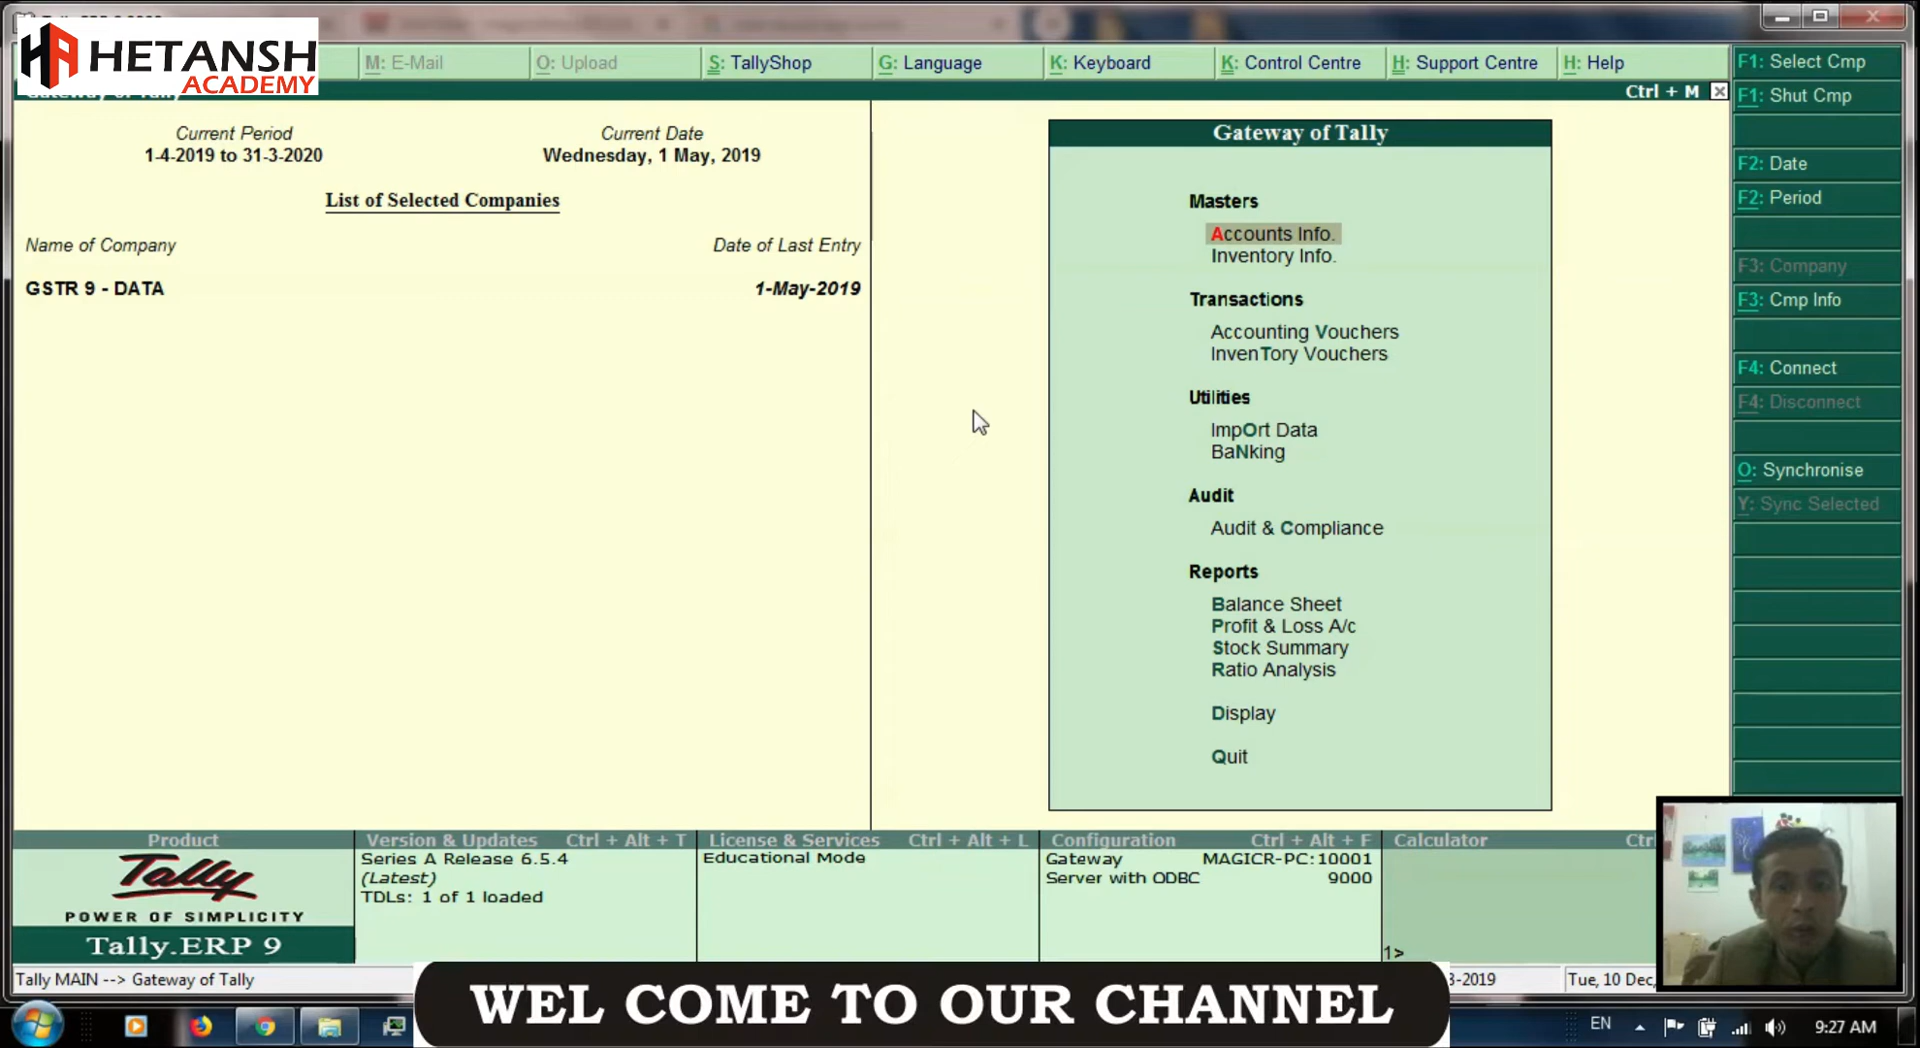 HETANSH
ACADEMY
M: E-Mail
O: Upload
S: TallyShop
G: Language
K: Keyboard
K: Control Centre
H: Support Centre
H: Help
Gateway of Tally
Ctrl + M
Current Period
1-4-2019 to 31-3-2020
Current Date
Wednesday, 1 May, 2019
List of Selected Companies
Name of Company
Date of Last Entry
GSTR 9 - DATA
1-May-2019
Gateway of Tally
Masters
Accounts Info.
Inventory Info.
Transactions
Accounting Vouchers
InvenTory Vouchers
Utilities
ImpOrt Data
BaNking
Audit
Audit & Compliance
Reports
Balance Sheet
Profit & Loss A/c
Stock Summary
Ratio Analysis
Display
Quit
F1: Select Cmp
F1: Shut Cmp
F2: Date
F2: Period
F3: Company
F3: Cmp Info
F4: Connect
F4: Disconnect
O: Synchronise
Y: Sync Selected
Product
Tally
POWER OF SIMPLICITY
Tally.ERP 9
Version & Updates Ctrl + Alt + T
Series A Release 6.5.4
(Latest)
TDLs: 1 of 1 loaded
License & Services Ctrl + Alt + L
Educational Mode
Configuration Ctrl + Alt + F
Gateway MAGICR-PC:10001
Server with ODBC 9000
Calculator
1>
Tally MAIN --> Gateway of Tally
-2019
Tue, 10 Dec,
WEL COME TO OUR CHANNEL
EN
9:27 AM